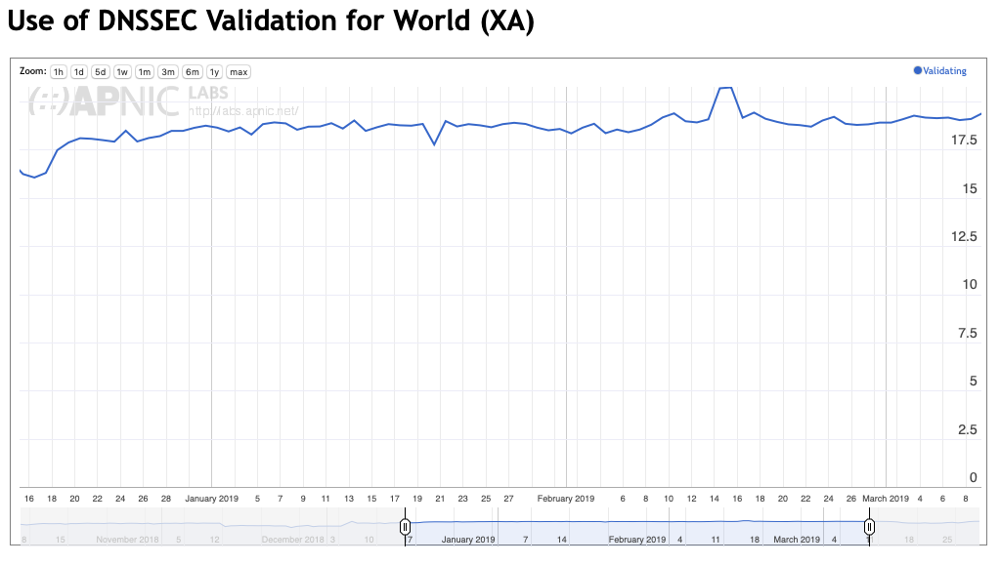 Use of DNSSEC Validation for World (XA)
Zoom: 1h 1d 5d 1w 1m 3m 6m 1y max
Validating
(::) APNIC LABS
http://labs.apnic.net/
17.5
15
12.5
10
7.5
5
2.5
0
16 18 20 22 24 26 28 January 2019 5 7 9 11 13 15 17 19 21 23 25 27 February 2019 6 8 10 12 14 16 18 20 22 24 26 March 2019 4 6 8
8 15 November 2018 5 12 December 2018 3 10 7 January 2019 7 14 February 2019 4 11 18 March 2019 4 18 25